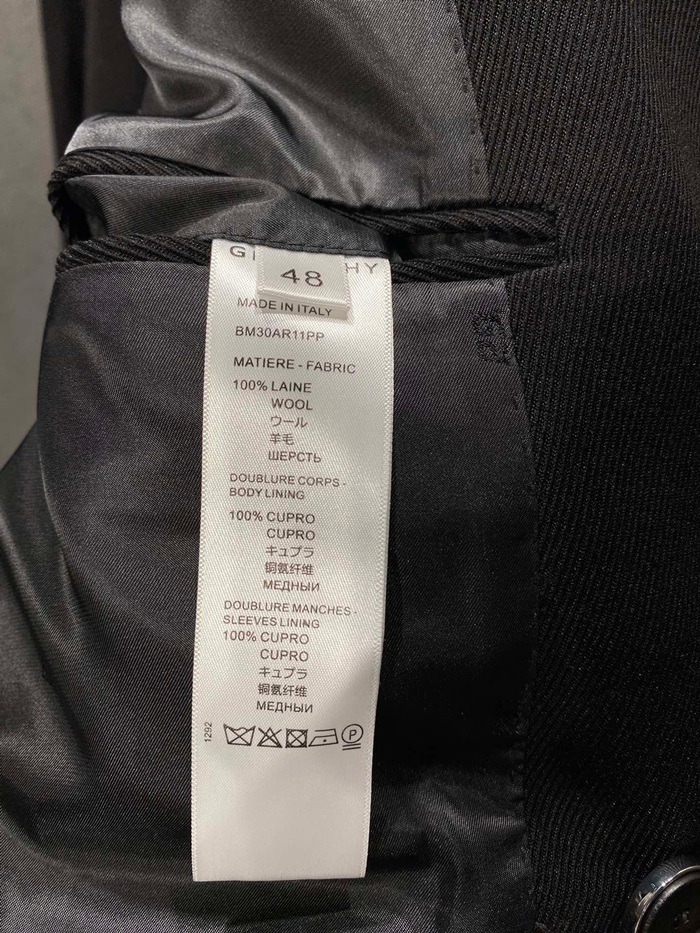 48
MADE IN ITALY
BM30AR11PP
MATIERE - FABRIC
100% LAINE
WOOL
ウール
羊毛
ШЕРСТЬ
DOUBLURE CORPS -
BODY LINING
100% CUPRO
CUPRO
キュプラ
铜氨纤维
МЕДНЫИ
DOUBLURE MANCHES -
SLEEVES LINING
100% CUPRO
CUPRO
キュプラ
铜氨纤维
МЕДНЫИ
1292
P